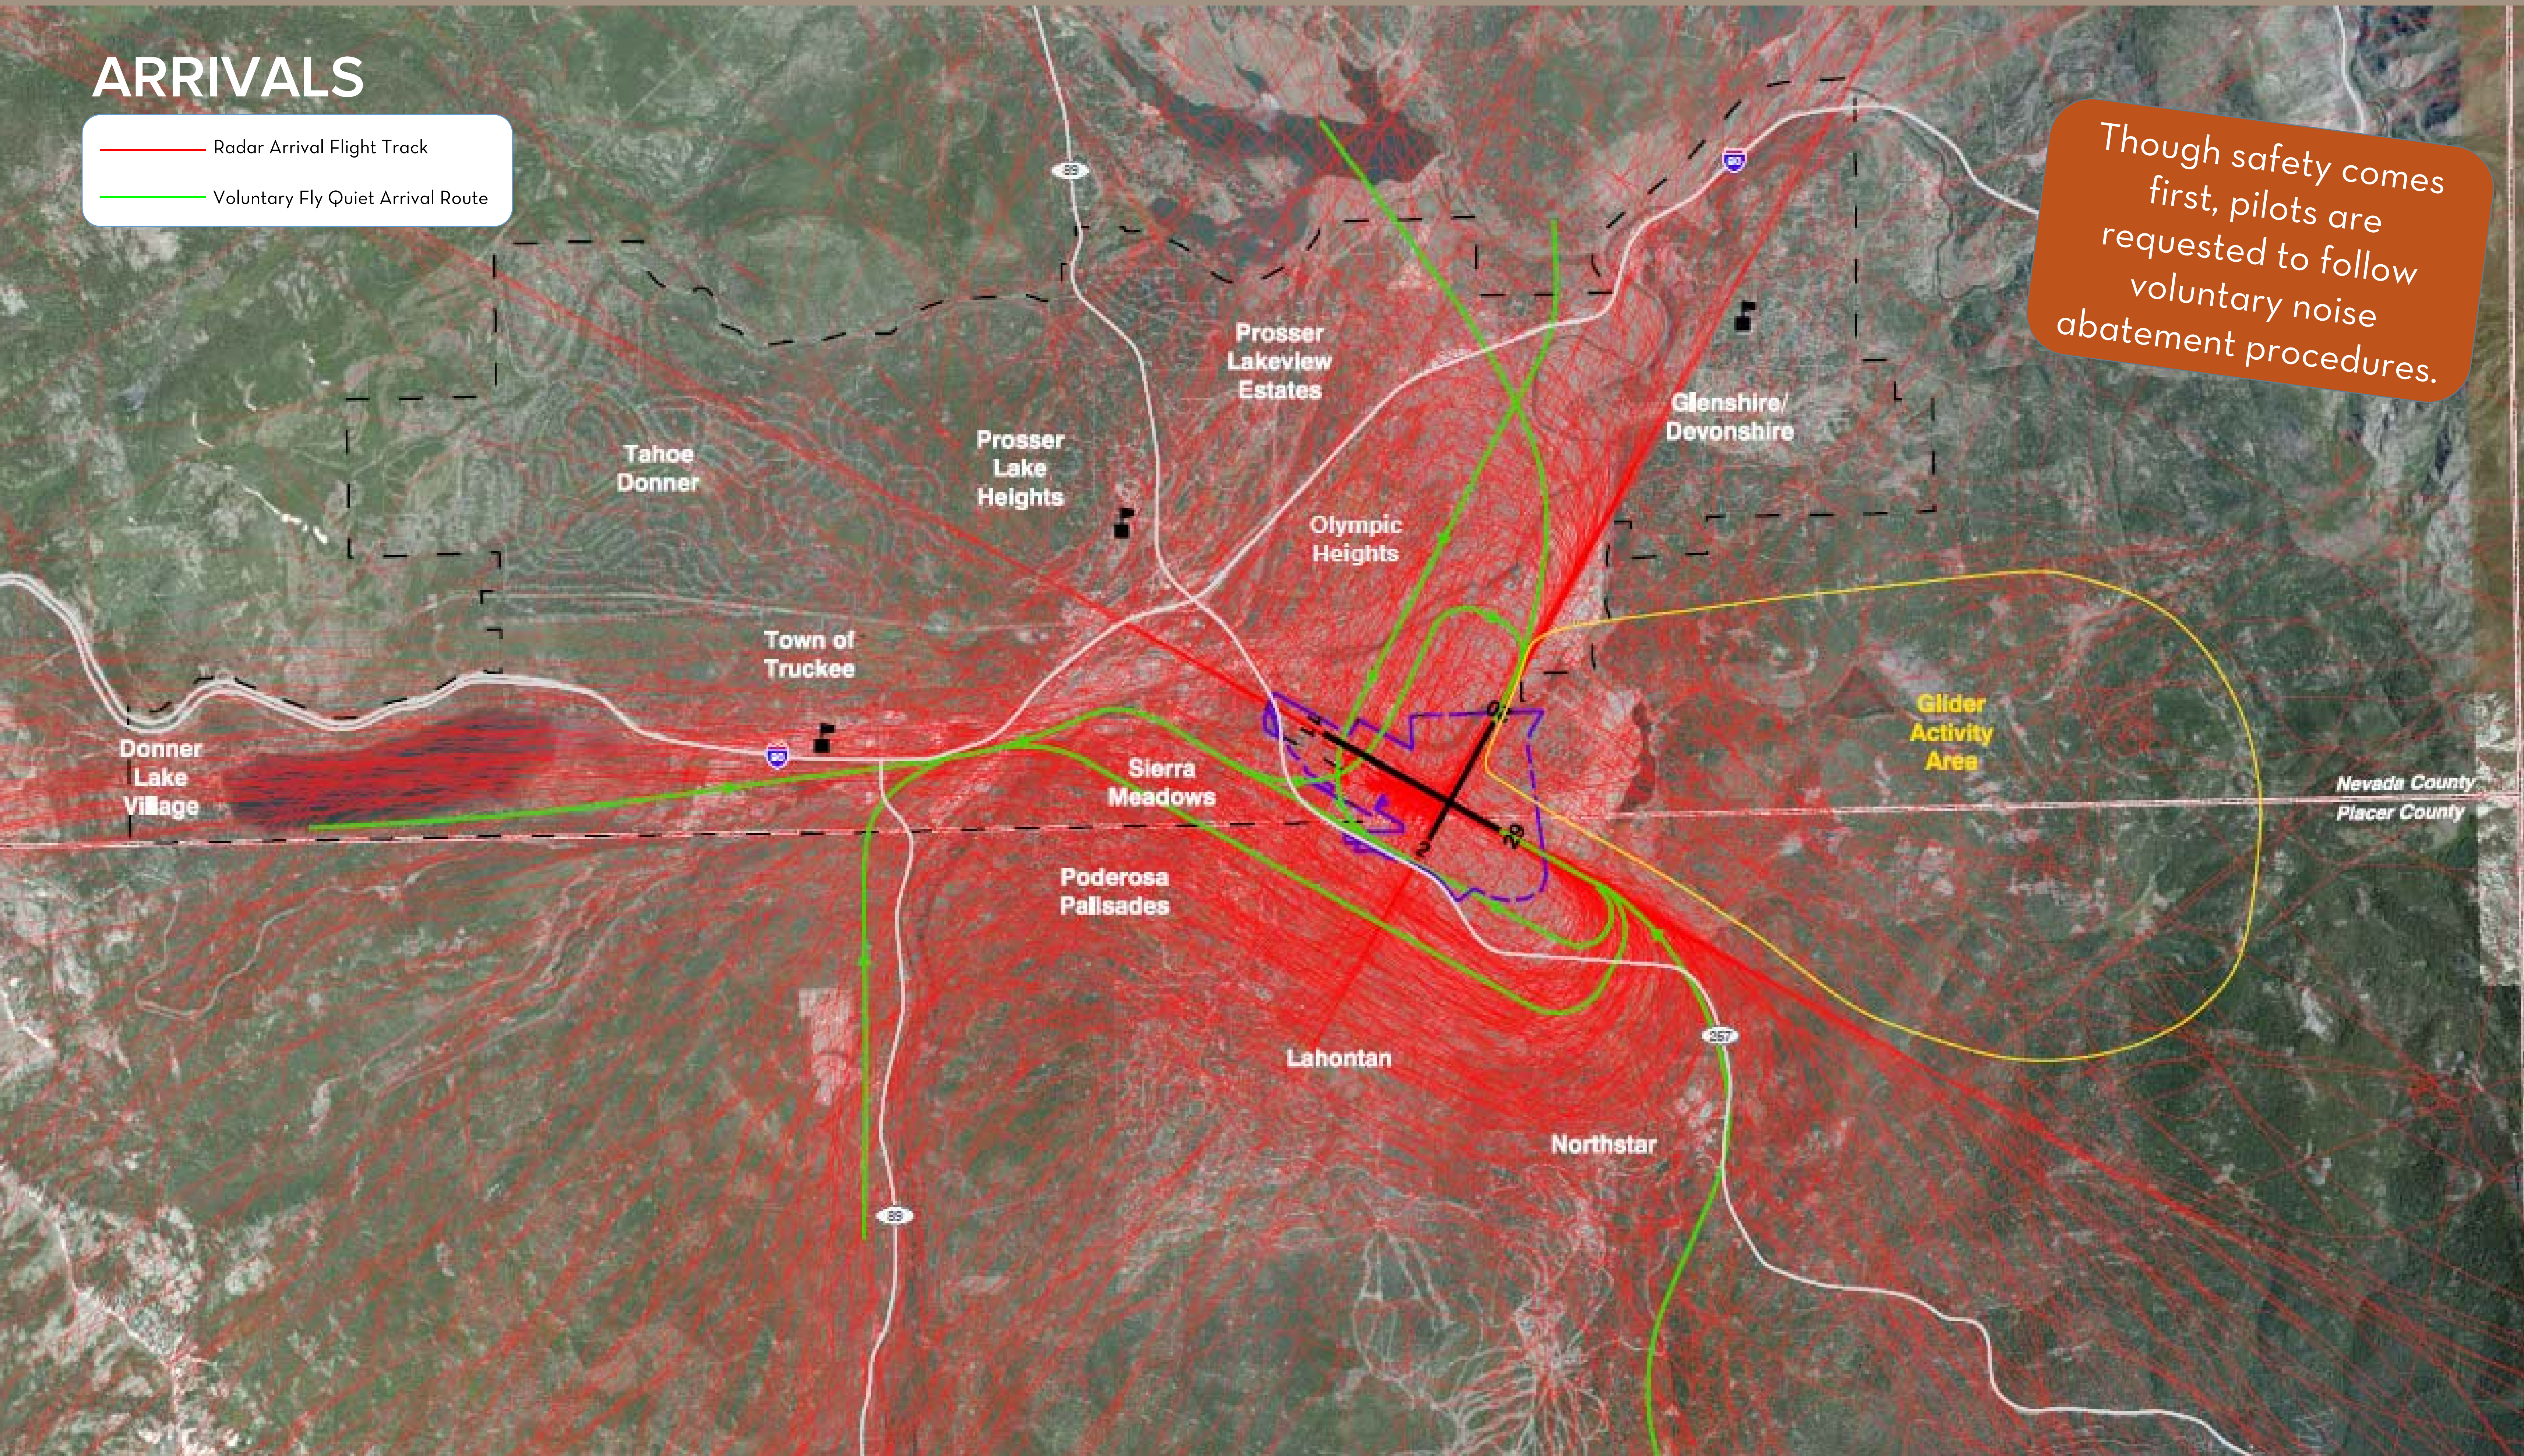 ARRIVALS
Radar Arrival Flight Track
Voluntary Fly Quiet Arrival Route
Though safety comes
first, pilots are
requested to follow
voluntary noise
abatement procedures.
89
80
Prosser
Lakeview
Estates
Glenshire/
Devonshire
Prosser
Lake
Heights
Tahoe
Donner
Olympic
Heights
Town of
Truckee
Donner
Lake
Village
80
Sierra
Meadows
Glider
Activity
Area
Nevada County
Placer County
29
2
Poderosa
Palisades
Lahontan
267
Northstar
89